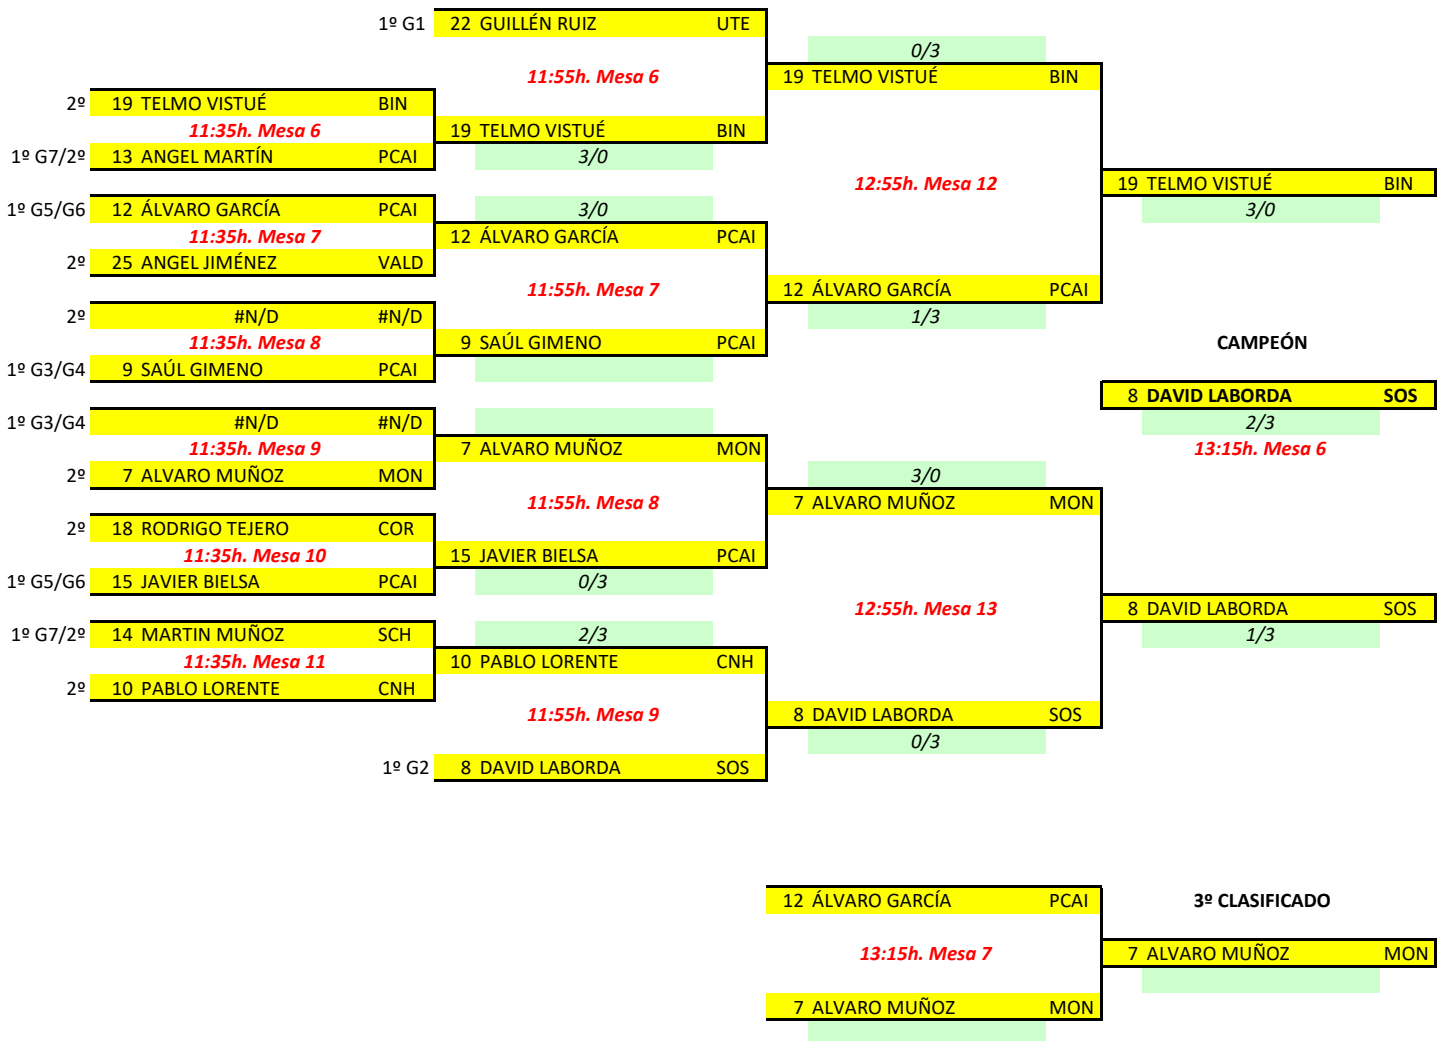 1º G1 22 GUILLÉN RUIZ UTE
0/3
11:55h. Mesa 6 19 TELMO VISTUÉ BIN
2º 19 TELMO VISTUÉ BIN
11:35h. Mesa 6 19 TELMO VISTUÉ BIN
1º G7/2º 13 ANGEL MARTÍN PCAI 3/0
12:55h. Mesa 12 19 TELMO VISTUÉ BIN
1º G5/G6 12 ÁLVARO GARCÍA PCAI 3/0 3/0
11:35h. Mesa 7 12 ÁLVARO GARCÍA PCAI
2º 25 ANGEL JIMÉNEZ VALD
11:55h. Mesa 7 12 ÁLVARO GARCÍA PCAI
2º #N/D #N/D 1/3
11:35h. Mesa 8 9 SAÚL GIMENO PCAI CAMPEÓN
1º G3/G4 9 SAÚL GIMENO PCAI
8 DAVID LABORDA SOS
1º G3/G4 #N/D #N/D 2/3
11:35h. Mesa 9 7 ALVARO MUÑOZ MON 13:15h. Mesa 6
2º 7 ALVARO MUÑOZ MON 3/0
11:55h. Mesa 8 7 ALVARO MUÑOZ MON
2º 18 RODRIGO TEJERO COR
11:35h. Mesa 10 15 JAVIER BIELSA PCAI
1º G5/G6 15 JAVIER BIELSA PCAI 0/3
12:55h. Mesa 13 8 DAVID LABORDA SOS
1º G7/2º 14 MARTIN MUÑOZ SCH 2/3 1/3
11:35h. Mesa 11 10 PABLO LORENTE CNH
2º 10 PABLO LORENTE CNH
11:55h. Mesa 9 8 DAVID LABORDA SOS
0/3
1º G2 8 DAVID LABORDA SOS
12 ÁLVARO GARCÍA PCAI 3º CLASIFICADO
13:15h. Mesa 7 7 ALVARO MUÑOZ MON
7 ALVARO MUÑOZ MON